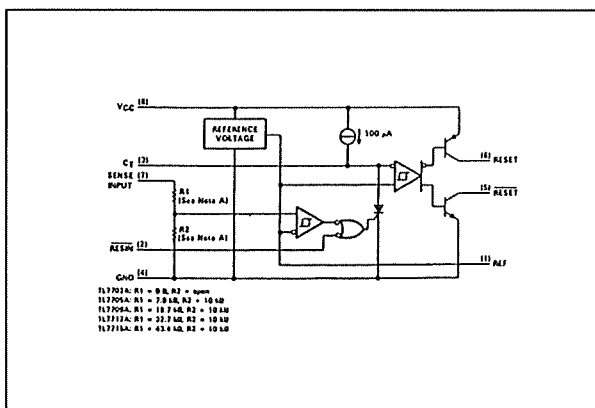 VCC (8)
REFERENCE
VOLTAGE
100 µA
CT (3)
SENSE (7)
INPUT
R1
(See Note A)
R2
(See Note A)
RESIN (2)
GND (4)
(6) RESET
(5) RESET
(1) REF
TL7702A: R1 = 0 Ω, R2 = open
TL7705A: R1 = 7.8 kΩ, R2 = 10 kΩ
TL7709A: R1 = 19.7 kΩ, R2 = 10 kΩ
TL7712A: R1 = 32.7 kΩ, R2 = 10 kΩ
TL7715A: R1 = 43.4 kΩ, R2 = 10 kΩ